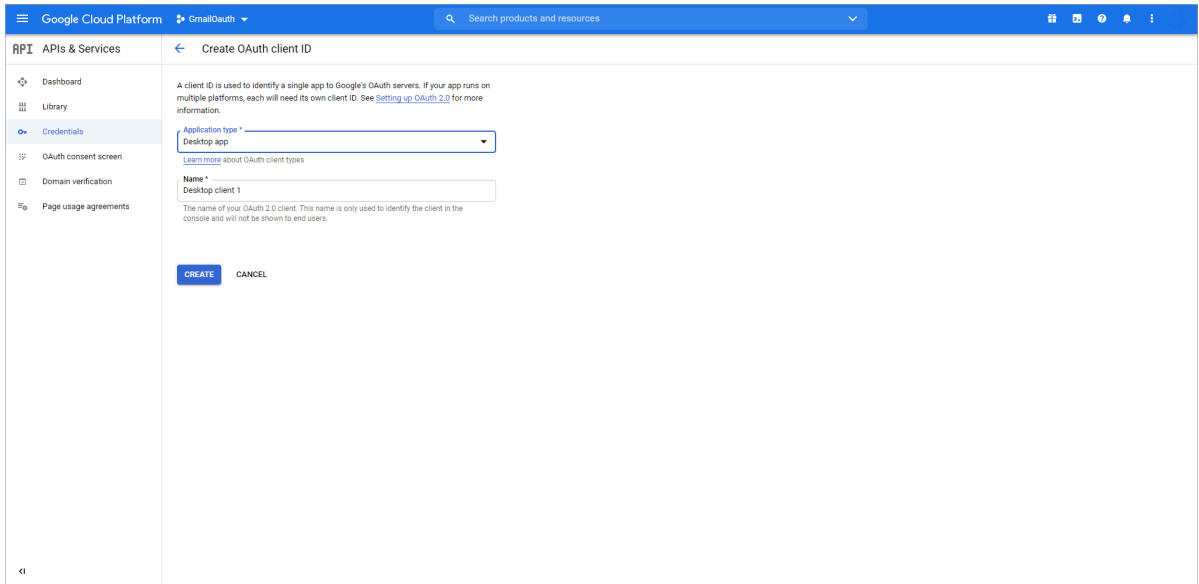 Google Cloud Platform GmailOauth Search products and resources
API APIs & Services
Create OAuth client ID
Dashboard
Library
Credentials
OAuth consent screen
Domain verification
Page usage agreements
A client ID is used to identify a single app to Google's OAuth servers. If your app runs on
multiple platforms, each will need its own client ID. See Setting up OAuth 2.0 for more
information.
Application type *
Desktop app
Learn more about OAuth client types
Name *
Desktop client 1
The name of your OAuth 2.0 client. This name is only used to identify the client in the
console and will not be shown to end users.
CREATE CANCEL